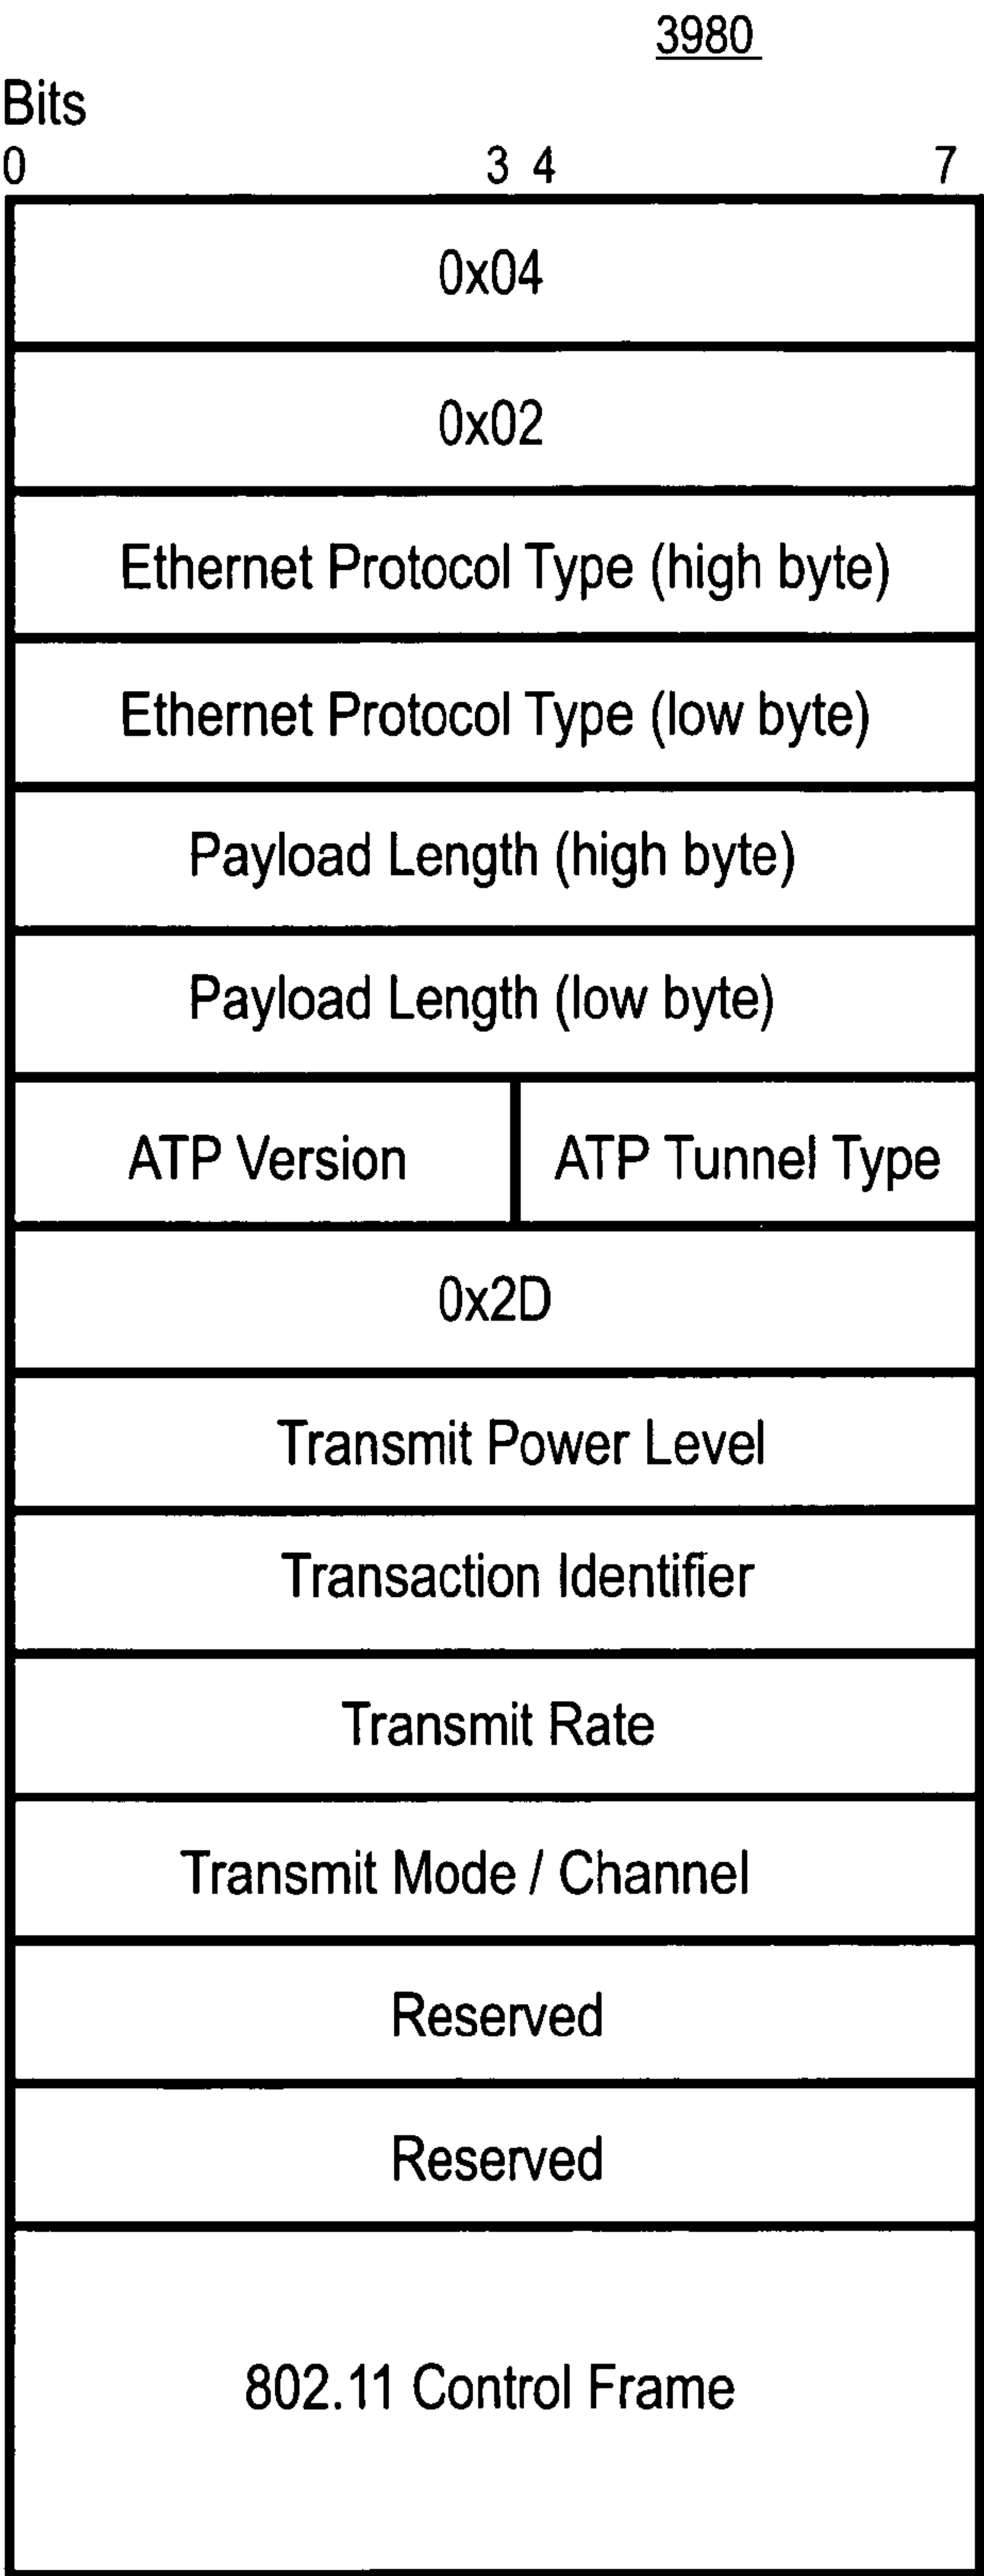 3980
Bits
0 3 4 7
0x04
0x02
Ethernet Protocol Type (high byte)
Ethernet Protocol Type (low byte)
Payload Length (high byte)
Payload Length (low byte)
ATP Version ATP Tunnel Type
0x2D
Transmit Power Level
Transaction Identifier
Transmit Rate
Transmit Mode / Channel
Reserved
Reserved
802.11 Control Frame